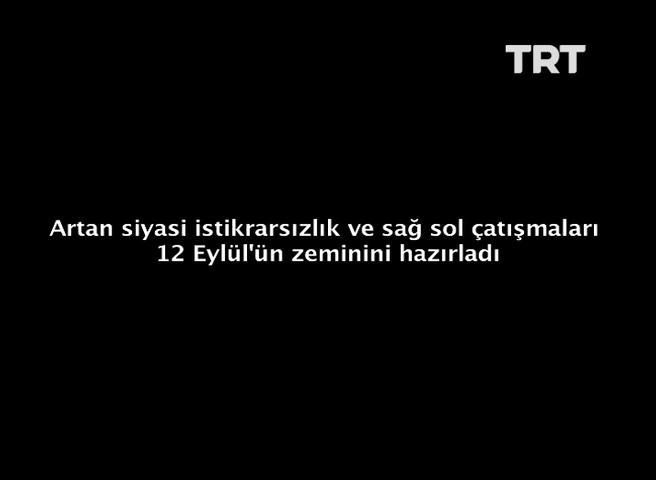 TRT
Artan siyasi istikrarsızlık ve sağ sol çatışmaları
12 Eylül'ün zeminini hazırladı